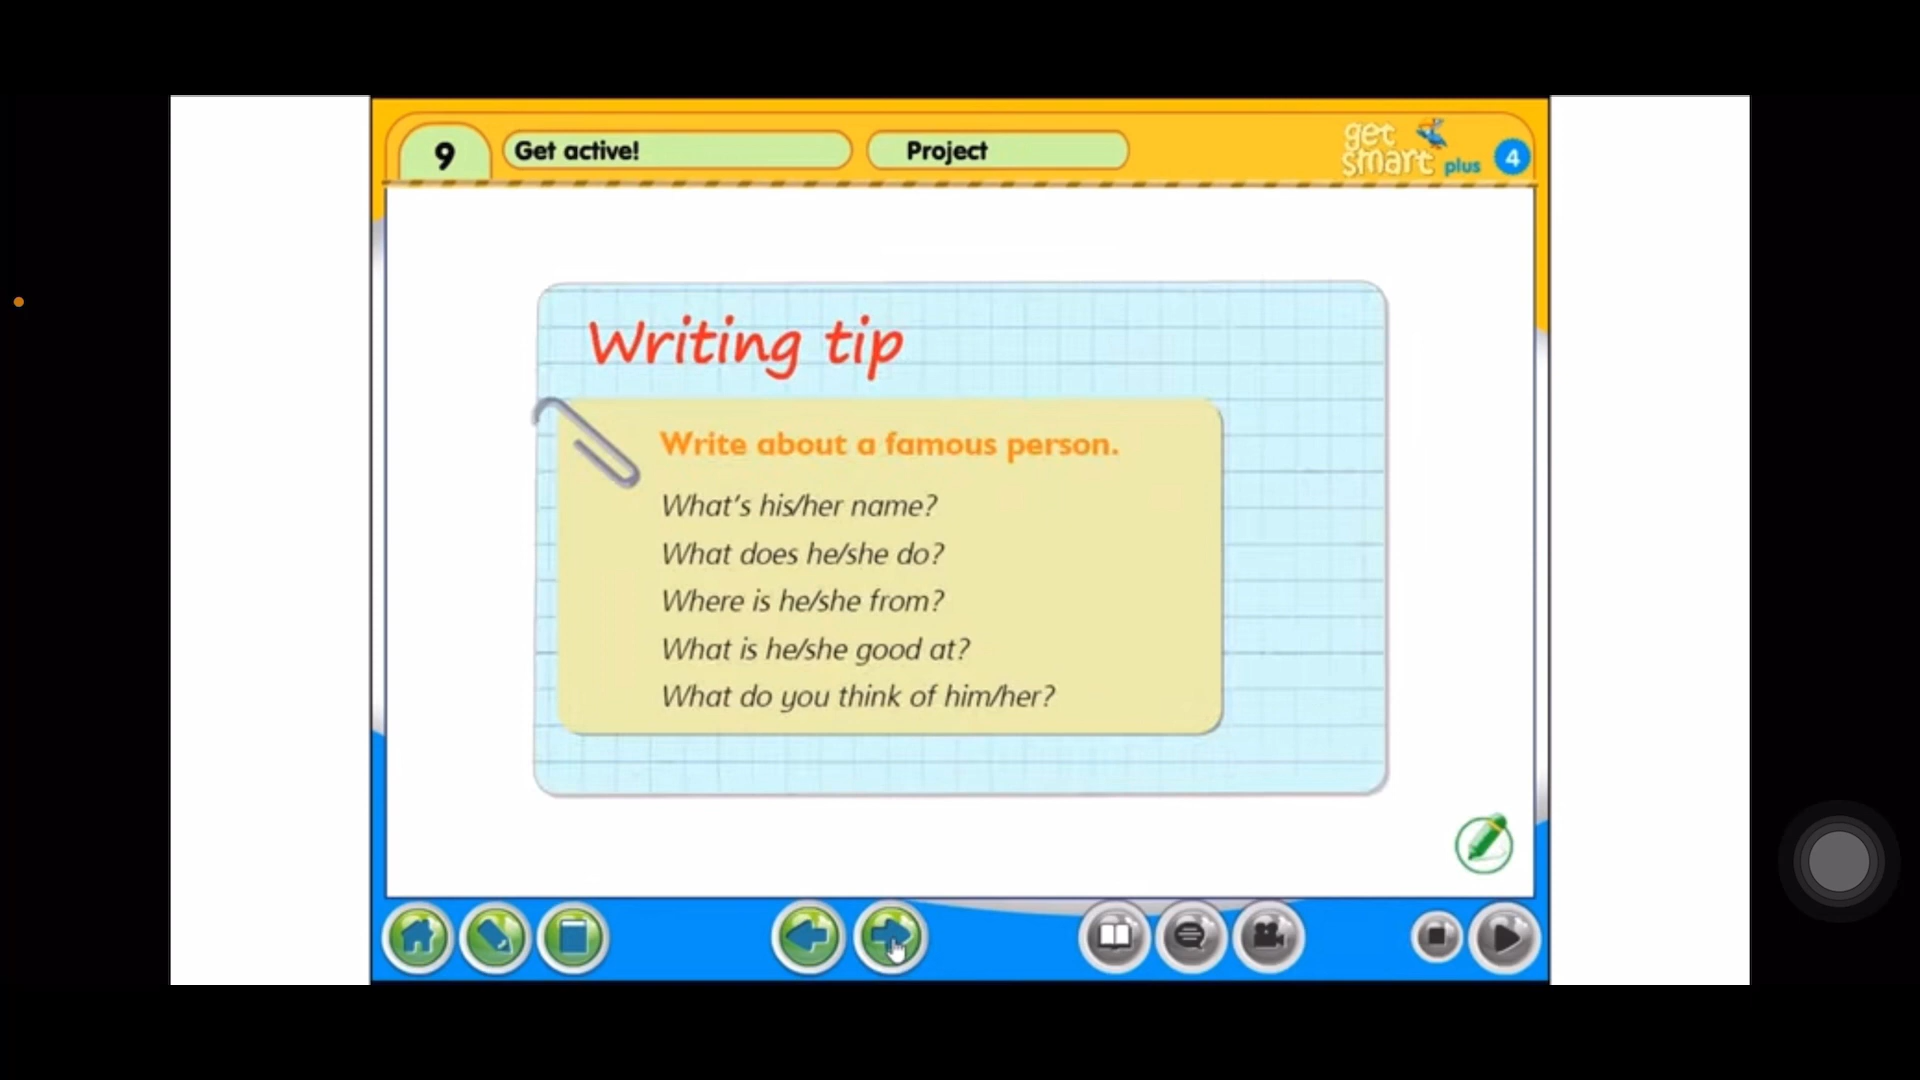 9
Get active!
Project
get
smart plus 4
Writing tip
Write about a famous person.
What's his/her name?
What does he/she do?
Where is he/she from?
What is he/she good at?
What do you think of him/her?